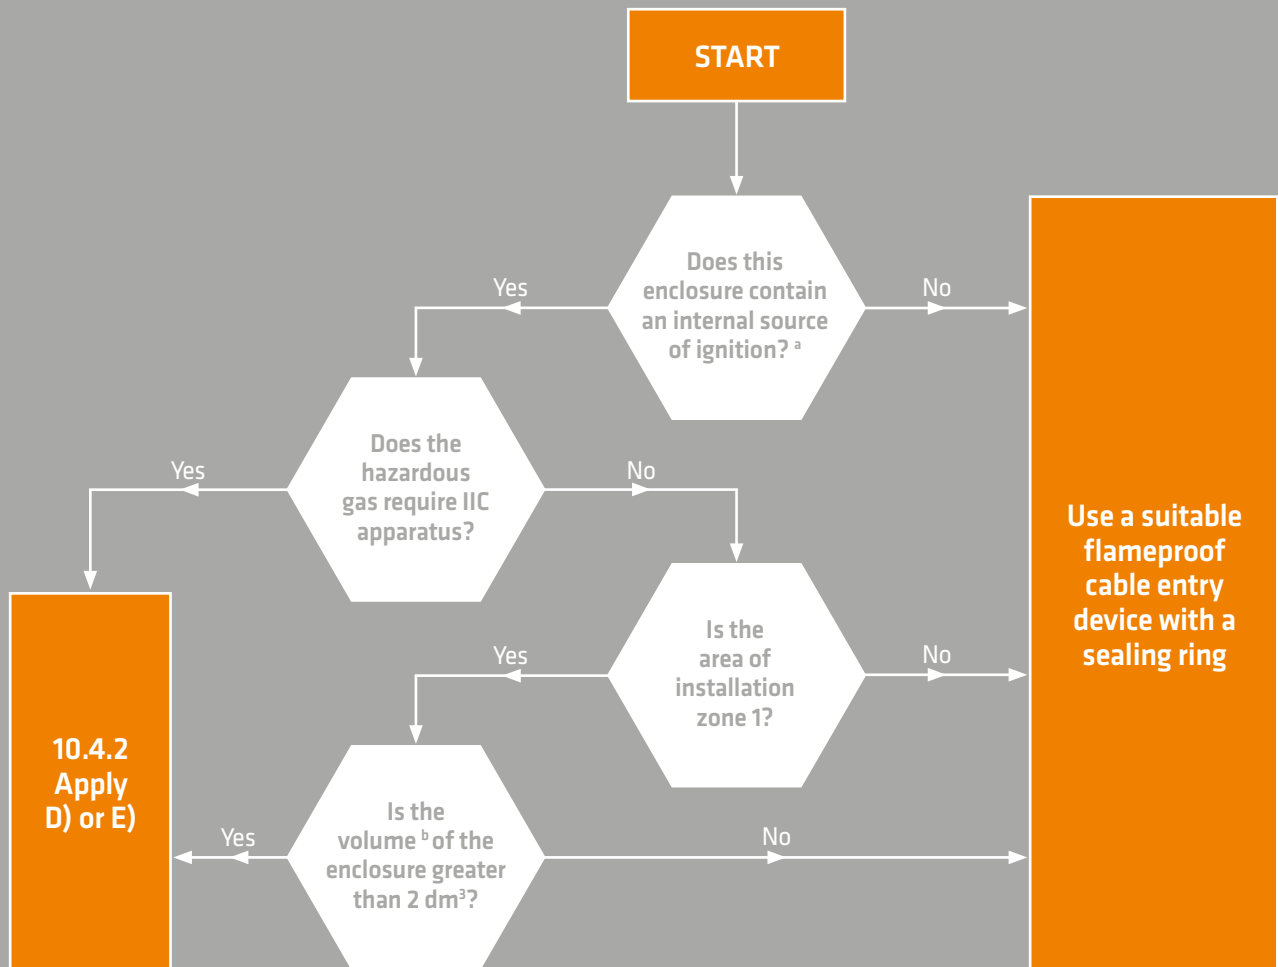 START
Does this
enclosure contain
an internal source
of ignition? ᵃ
Yes
No
Does the
hazardous
gas require IIC
apparatus?
Yes
No
Is the
area of
installation
zone 1?
Yes
No
Use a suitable
flameproof
cable entry
device with a
sealing ring
10.4.2
Apply
D) or E)
Is the
volume ᵇ of the
enclosure greater
than 2 dm³?
Yes
No